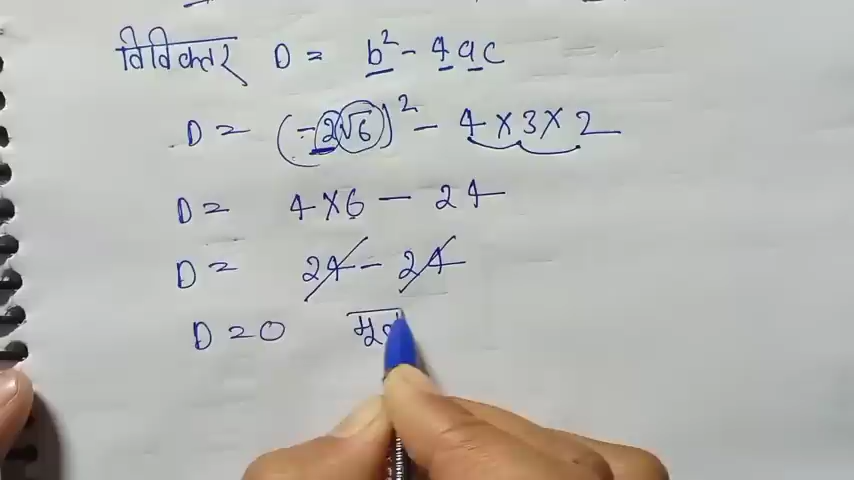 विविक्तर D = b² - 4ac
D = (-2√6)² - 4×3×2
D = 4×6 - 24
D = 24 - 24
D = 0